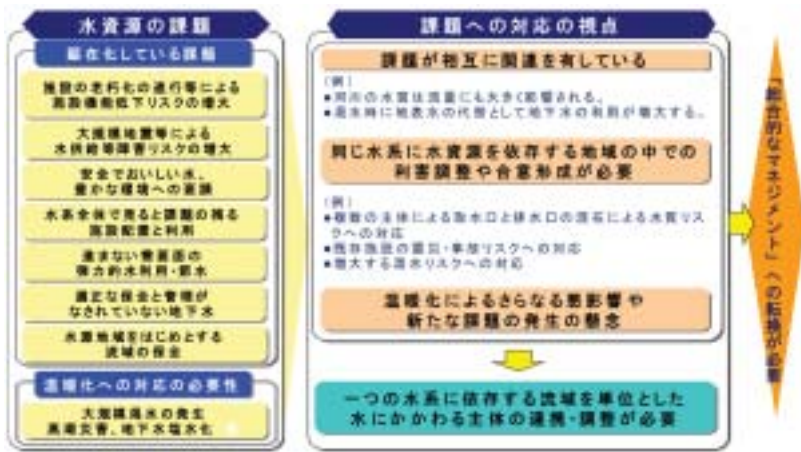 水資源の課題
顕在化している課題
施設の老朽化の進行等による
施設機能低下リスクの増大
大規模地震等による
水供給等障害リスクの増大
安全でおいしい水、
豊かな環境への要請
水系全体で見ると課題の残る
施設配置と利用
進まない需要面の
弾力的水利用・節水
適正な保全と管理が
なされていない地下水
水源地域をはじめとする
流域の保全
温暖化への対応の必要性
大規模渇水の発生
高潮災害、地下水塩水化
課題への対応の視点
課題が相互に関連を有している
(例)
●河川の水質は流量にも大きく影響される。
●渇水時に地表水の代替として地下水の利用が増大する。
同じ水系に水資源を依存する地域の中での
利害調整や合意形成が必要
(例)
●複数の主体による取水口と排水口の混在による水質リス
クへの対応
●既存施設の震災・事故リスクへの対応
●増大する渇水リスクへの対応
温暖化によるさらなる悪影響や
新たな課題の発生の懸念
一つの水系に依存する流域を単位とした
水にかかわる主体の連携・調整が必要
「総合的なマネジメント」への転換が必要